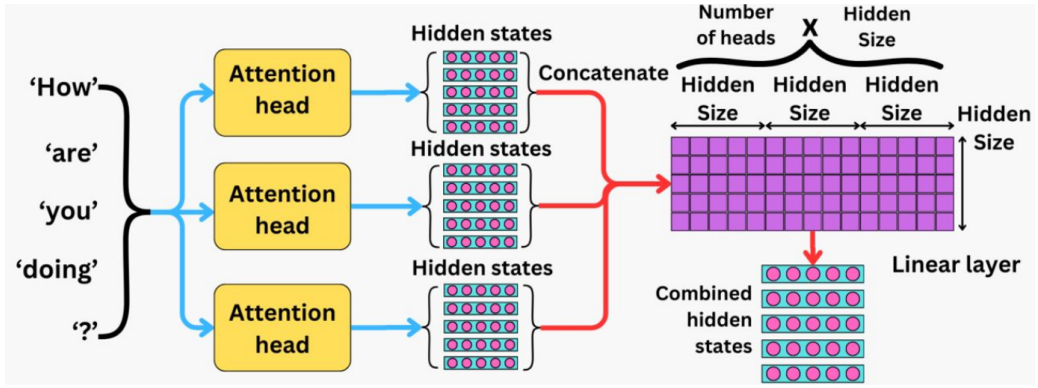 ‘How’
‘are’
‘you’
‘doing’
‘?’
Attention
head
Attention
head
Attention
head
Hidden states
Hidden states
Hidden states
Concatenate
Number
of heads
X
Hidden
Size
Hidden
Size
Hidden
Size
Hidden
Size
Hidden
Size
Linear layer
Combined
hidden
states